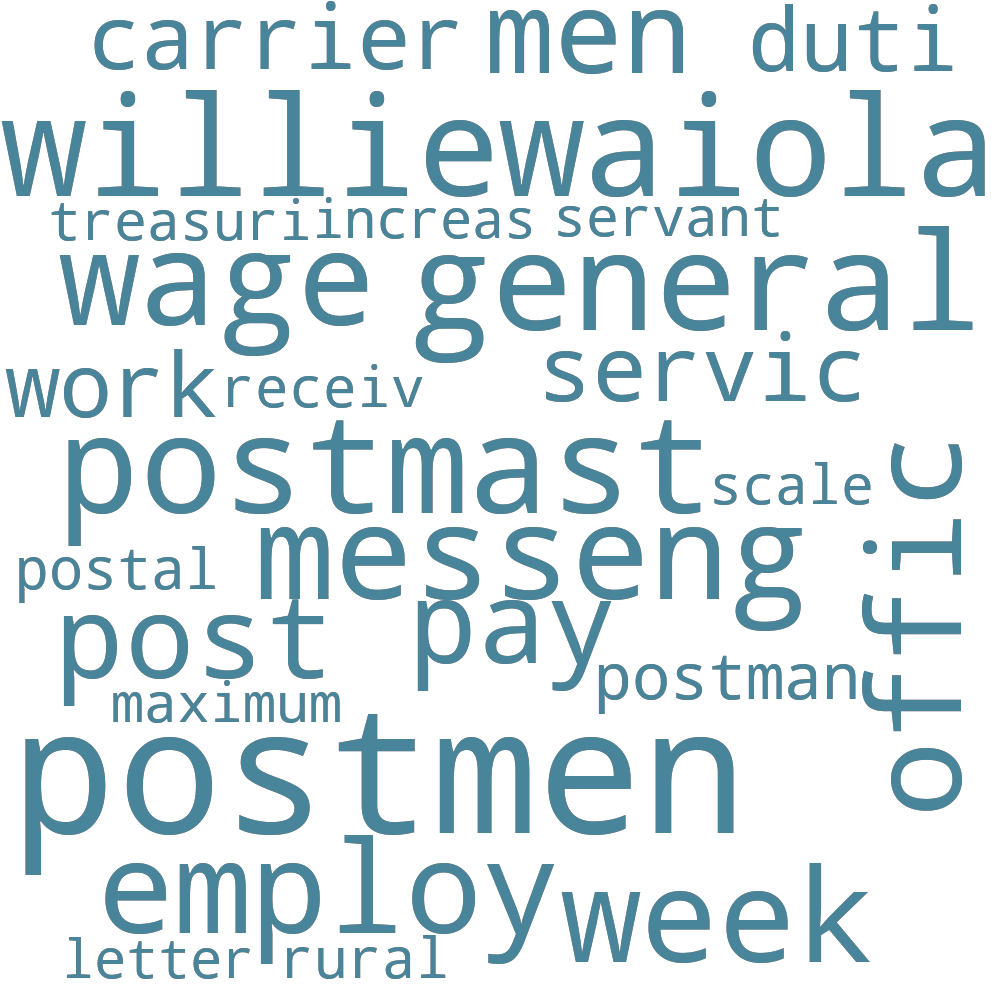 carrier men duti
williewaiola
treasuri increas servant
wage general
work receiv servic
postmast scale
offic
messeng
postal
post pay
postman
maximum
postmen
employ week
letter rural